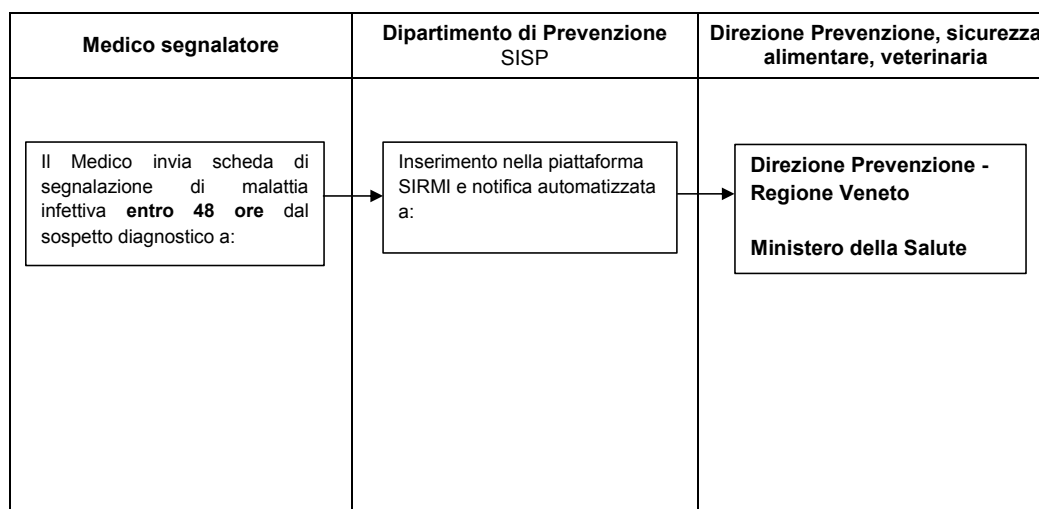 Medico segnalatore
Dipartimento di Prevenzione
SISP
Direzione Prevenzione, sicurezza
alimentare, veterinaria
Il Medico invia scheda di
segnalazione di malattia
infettiva entro 48 ore dal
sospetto diagnostico a:
Inserimento nella piattaforma
SIRMI e notifica automatizzata
a:
Direzione Prevenzione -
Regione Veneto
Ministero della Salute